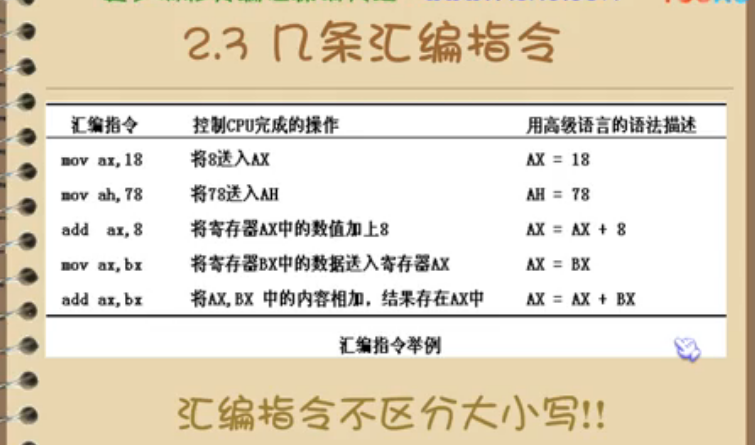 2.3 几条汇编指令
汇编指令 控制CPU完成的操作 用高级语言的语法描述
mov ax,18 将8送入AX AX = 18
mov ah,78 将78送入AH AH = 78
add ax,8 将寄存器AX中的数值加上8 AX = AX + 8
mov ax,bx 将寄存器BX中的数据送入寄存器AX AX = BX
add ax,bx 将AX,BX 中的内容相加，结果存在AX中 AX = AX + BX
汇编指令举例
汇编指令不区分大小写!!